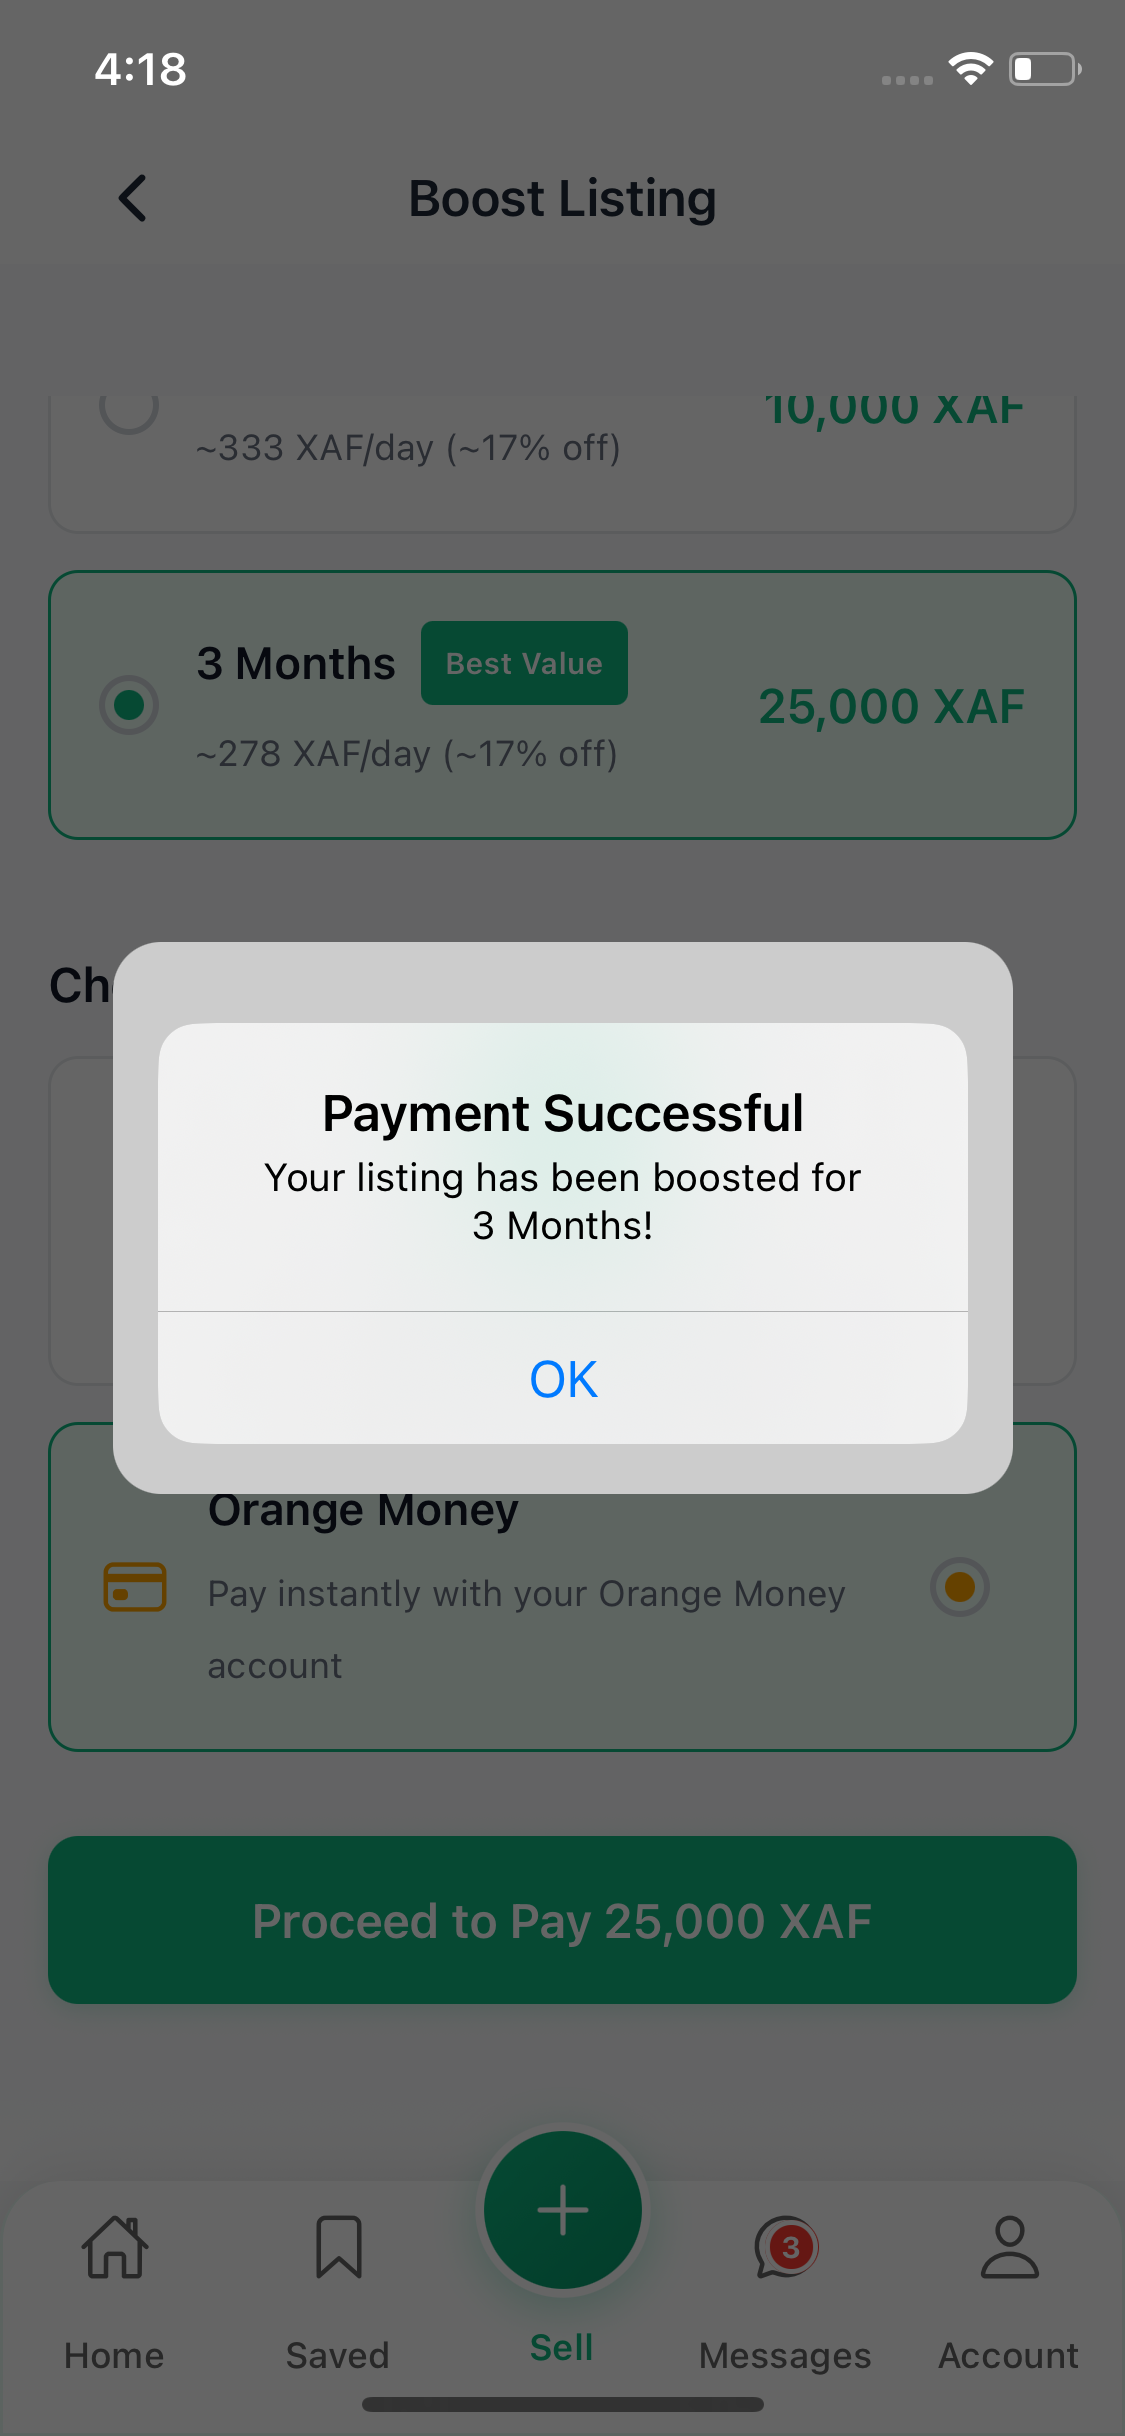 4:18
Boost Listing
10,000 XAF
~333 XAF/day (~17% off)
3 Months
Best Value
25,000 XAF
~278 XAF/day (~17% off)
Payment Successful
Your listing has been boosted for
3 Months!
OK
Orange Money
Pay instantly with your Orange Money
account
Proceed to Pay 25,000 XAF
3
Home
Saved
Sell
Messages
Account